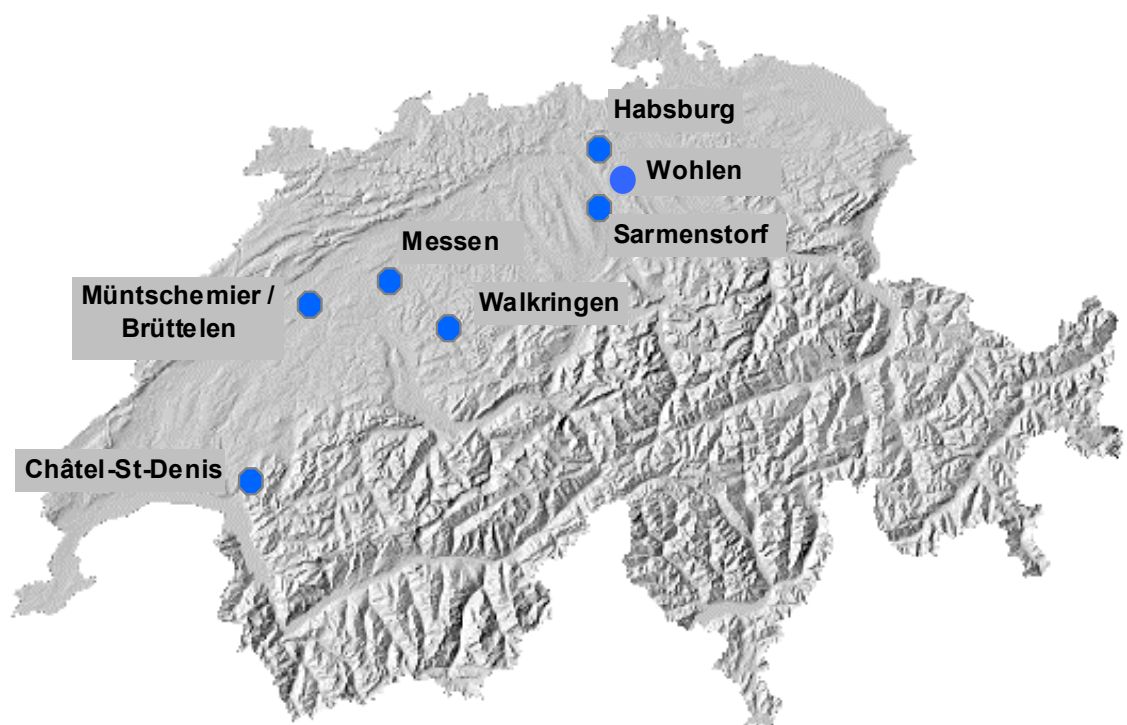 Habsburg
Wohlen
Sarmenstorf
Messen
Müntschemier /
Brüttelen
Walkringen
Châtel-St-Denis